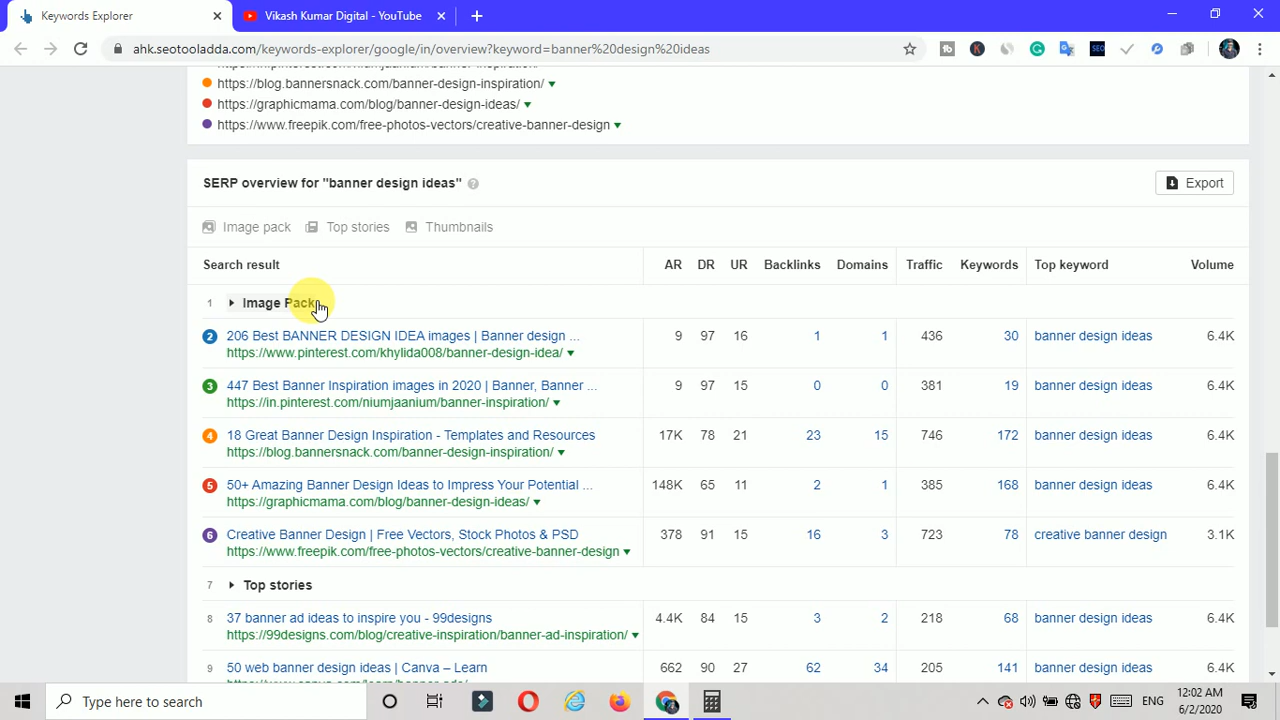 Keywords Explorer
Vikash Kumar Digital - YouTube
ahk.seotooladda.com/keywords-explorer/google/in/overview?keyword=banner%20design%20ideas
https://blog.bannersnack.com/banner-design-inspiration/
https://graphicmama.com/blog/banner-design-ideas/
https://www.freepik.com/free-photos-vectors/creative-banner-design
SERP overview for "banner design ideas"
Export
Image pack Top stories Thumbnails
Search result AR DR UR Backlinks Domains Traffic Keywords Top keyword Volume
1 Image Pack
2 206 Best BANNER DESIGN IDEA images | Banner design ... 9 97 16 1 1 436 30 banner design ideas 6.4K
https://www.pinterest.com/khylida008/banner-design-idea/
3 447 Best Banner Inspiration images in 2020 | Banner, Banner ... 9 97 15 0 0 381 19 banner design ideas 6.4K
https://in.pinterest.com/niumjaanium/banner-inspiration/
4 18 Great Banner Design Inspiration - Templates and Resources 17K 78 21 23 15 746 172 banner design ideas 6.4K
https://blog.bannersnack.com/banner-design-inspiration/
5 50+ Amazing Banner Design Ideas to Impress Your Potential ... 148K 65 11 2 1 385 168 banner design ideas 6.4K
https://graphicmama.com/blog/banner-design-ideas/
6 Creative Banner Design | Free Vectors, Stock Photos & PSD 378 91 15 16 3 723 78 creative banner design 3.1K
https://www.freepik.com/free-photos-vectors/creative-banner-design
7 Top stories
8 37 banner ad ideas to inspire you - 99designs 4.4K 84 15 3 2 218 68 banner design ideas 6.4K
https://99designs.com/blog/creative-inspiration/banner-ad-inspiration/
9 50 web banner design ideas | Canva – Learn 662 90 27 62 34 205 141 banner design ideas 6.4K
Type here to search
ENG
12:02 AM
6/2/2020